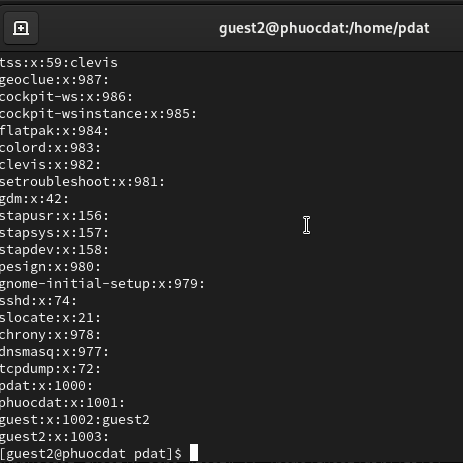 guest2@phuocdat:/home/pdat
tss:x:59:clevis
geoclue:x:987:
cockpit-ws:x:986:
cockpit-wsinstance:x:985:
flatpak:x:984:
colord:x:983:
clevis:x:982:
setroubleshoot:x:981:
gdm:x:42:
stapusr:x:156:
stapsys:x:157:
stapdev:x:158:
pesign:x:980:
gnome-initial-setup:x:979:
sshd:x:74:
slocate:x:21:
chrony:x:978:
dnsmasq:x:977:
tcpdump:x:72:
pdat:x:1000:
phuocdat:x:1001:
guest:x:1002:guest2
guest2:x:1003:
[guest2@phuocdat pdat]$